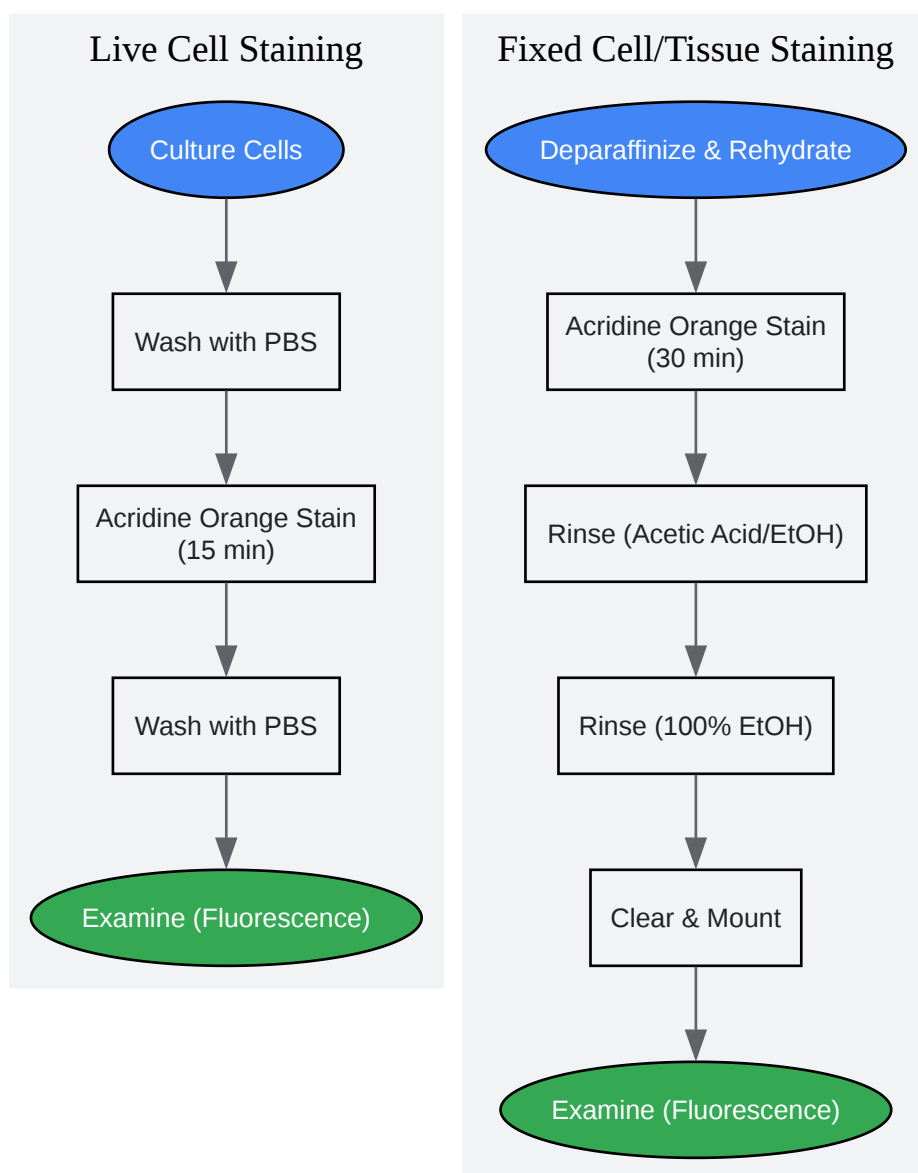 Live Cell Staining
Culture Cells
Wash with PBS
Acridine Orange Stain
(15 min)
Wash with PBS
Examine (Fluorescence)
Fixed Cell/Tissue Staining
Deparaffinize & Rehydrate
Acridine Orange Stain
(30 min)
Rinse (Acetic Acid/EtOH)
Rinse (100% EtOH)
Clear & Mount
Examine (Fluorescence)